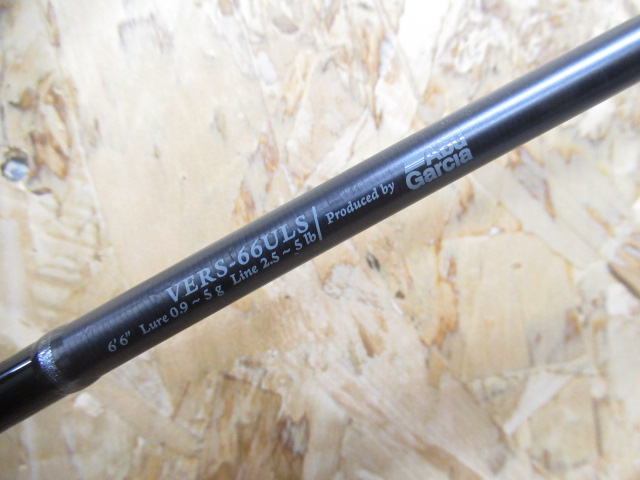 VERS-66ULS
6'6" Lure 0.9~5g Line 2.5~5lb
Produced by
Abu
Garcia